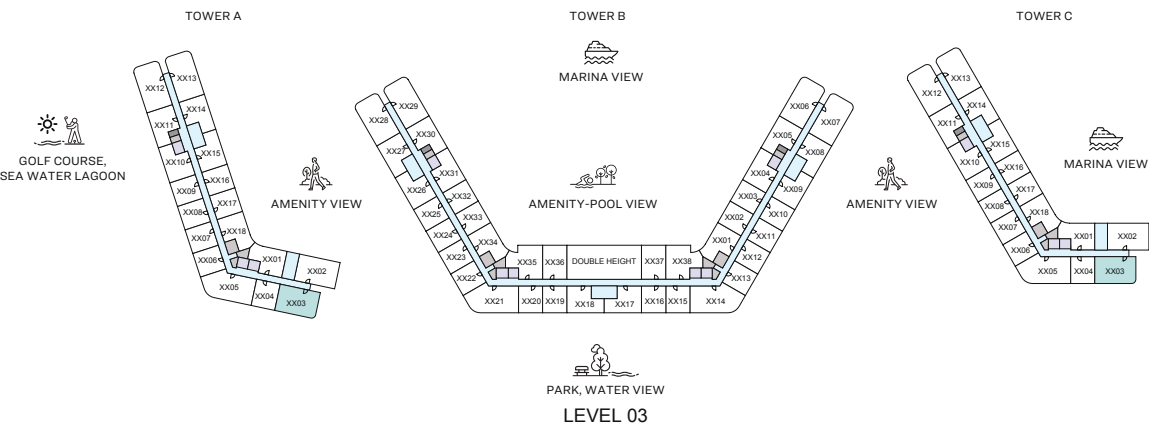 TOWER A
TOWER B
TOWER C
MARINA VIEW
GOLF COURSE,
SEA WATER LAGOON
AMENITY VIEW
AMENITY-POOL VIEW
AMENITY VIEW
MARINA VIEW
XX12
XX13
XX14
XX11
XX15
XX10
XX16
XX09
XX17
XX08
XX18
XX07
XX06
XX01
XX02
XX05
XX04
XX03
XX29
XX28
XX30
XX27
XX31
XX26
XX32
XX25
XX33
XX24
XX34
XX23
XX22
XX35
XX36
DOUBLE HEIGHT
XX37
XX38
XX21
XX20
XX19
XX18
XX17
XX16
XX15
XX14
XX06
XX07
XX05
XX08
XX04
XX09
XX03
XX10
XX02
XX11
XX01
XX12
XX13
XX13
XX12
XX14
XX11
XX15
XX10
XX16
XX09
XX17
XX08
XX18
XX07
XX06
XX01
XX02
XX05
XX04
XX03
PARK, WATER VIEW
LEVEL 03